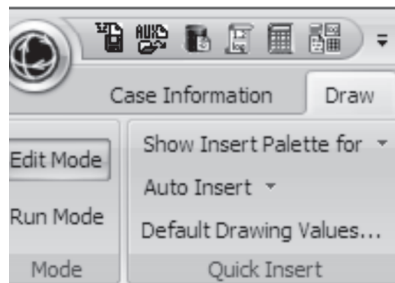 AUX
Case Information Draw
Edit Mode
Run Mode
Mode
Show Insert Palette for
Auto Insert
Default Drawing Values...
Quick Insert